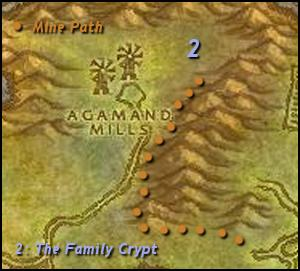 Mine Path
2
AGAMAND
MILLS
2: The Family Crypt